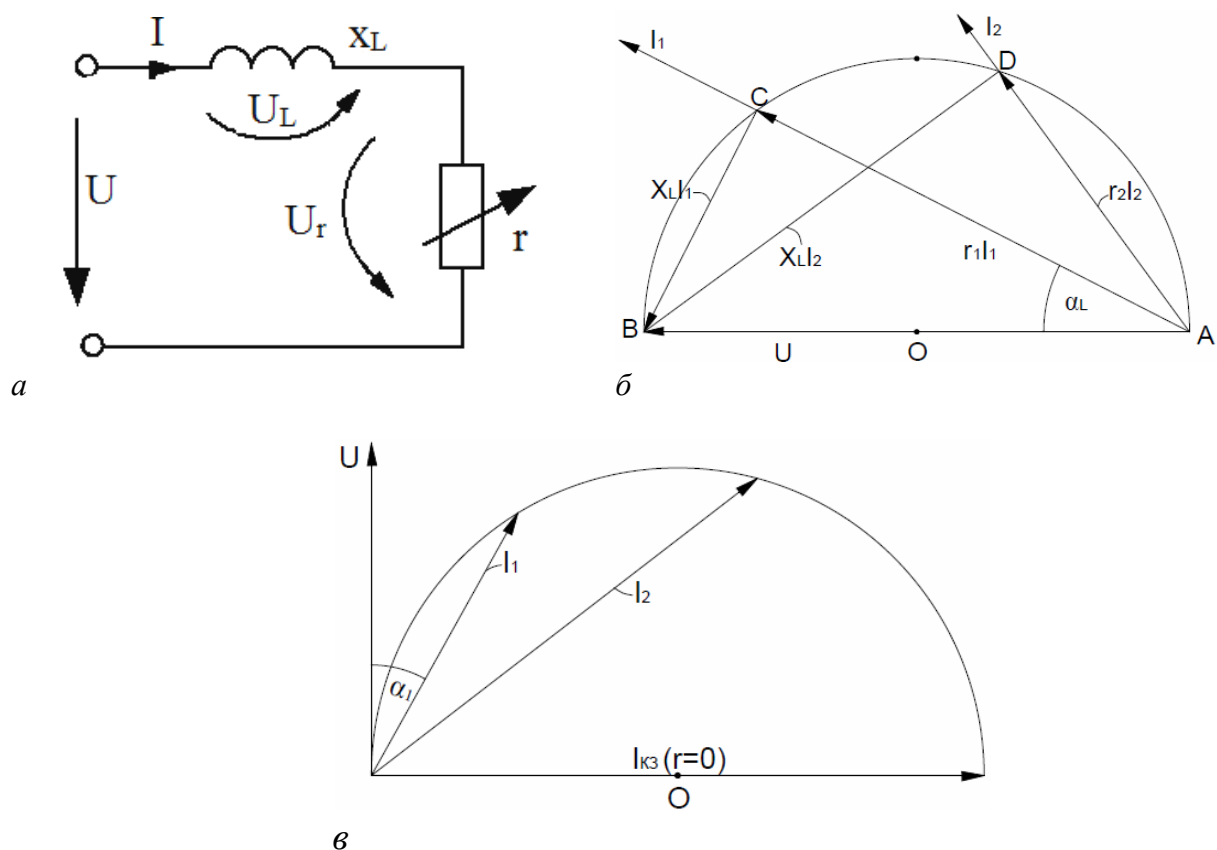 I
xL
UL
U
Ur
r
а
I1
I2
C
D
XLI1
XLI2
r2I2
r1I1
αL
B
A
U
O
б
U
I1
I2
α1
Iкз (r=0)
O
в